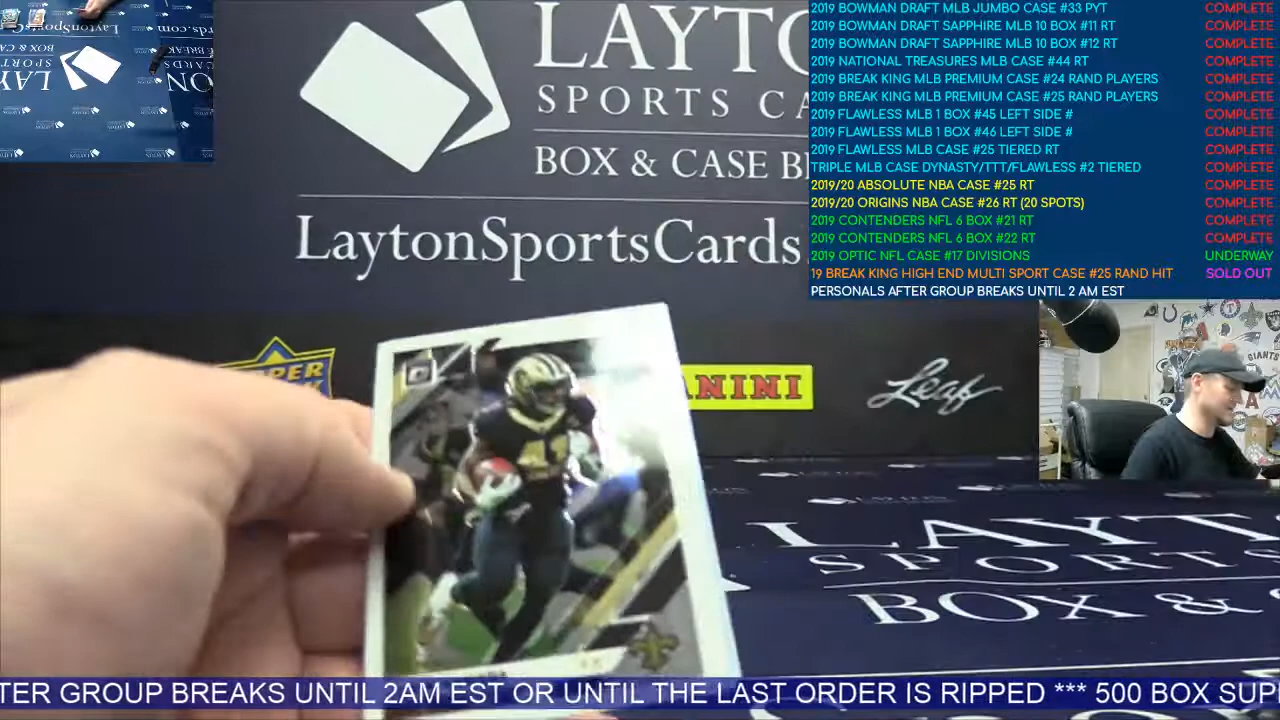 2019 BOWMAN DRAFT MLB JUMBO CASE #33 PYT COMPLETE
2019 BOWMAN DRAFT SAPPHIRE MLB 10 BOX #11 RT COMPLETE
2019 BOWMAN DRAFT SAPPHIRE MLB 10 BOX #12 RT COMPLETE
2019 NATIONAL TREASURES MLB CASE #44 RT COMPLETE
2019 BREAK KING MLB PREMIUM CASE #24 RAND PLAYERS COMPLETE
2019 BREAK KING MLB PREMIUM CASE #25 RAND PLAYERS COMPLETE
2019 FLAWLESS MLB 1 BOX #45 LEFT SIDE # COMPLETE
2019 FLAWLESS MLB 1 BOX #46 LEFT SIDE # COMPLETE
2019 FLAWLESS MLB CASE #25 TIERED RT COMPLETE
TRIPLE MLB CASE DYNASTY/TTT/FLAWLESS #2 TIERED COMPLETE
2019/20 ABSOLUTE NBA CASE #25 RT COMPLETE
2019/20 ORIGINS NBA CASE #26 RT (20 SPOTS) COMPLETE
2019 CONTENDERS NFL 6 BOX #21 RT COMPLETE
2019 CONTENDERS NFL 6 BOX #22 RT COMPLETE
2019 OPTIC NFL CASE #17 DIVISIONS UNDERWAY
19 BREAK KING HIGH END MULTI SPORT CASE #25 RAND HIT SOLD OUT
PERSONALS AFTER GROUP BREAKS UNTIL 2 AM EST
LAYTO
SPORTS CA
BOX & CASE B
LaytonSportsCards.
PER
ANINI
Leaf
GIANTS
41
LAYT
SPORTS
BOX &
TER GROUP BREAKS UNTIL 2AM EST OR UNTIL THE LAST ORDER IS RIPPED *** 500 BOX SUP